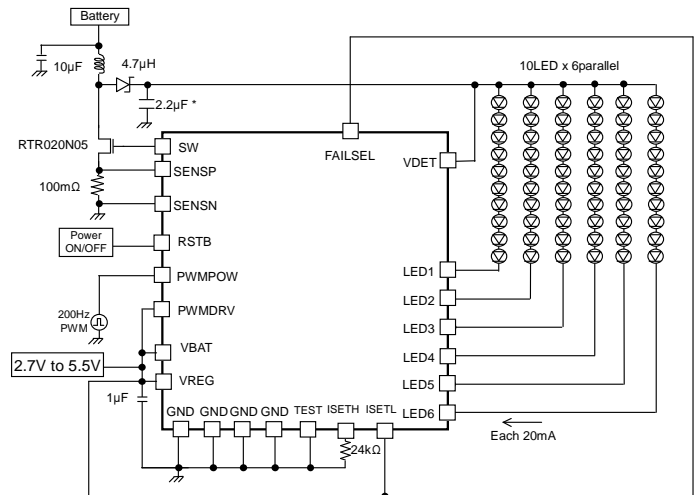 Battery
10µF
4.7µH
2.2µF *
10LED x 6parallel
RTR020N05
SW
FAILSEL
VDET
SENSP
100mΩ
SENSN
Power
ON/OFF
RSTB
PWMPOW
LED1
LED2
200Hz
PWM
PWMDRV
LED3
VBAT
LED4
2.7V to 5.5V
VREG
LED5
1µF
GND GND GND GND TEST ISETH ISETL
LED6
24kΩ
Each 20mA